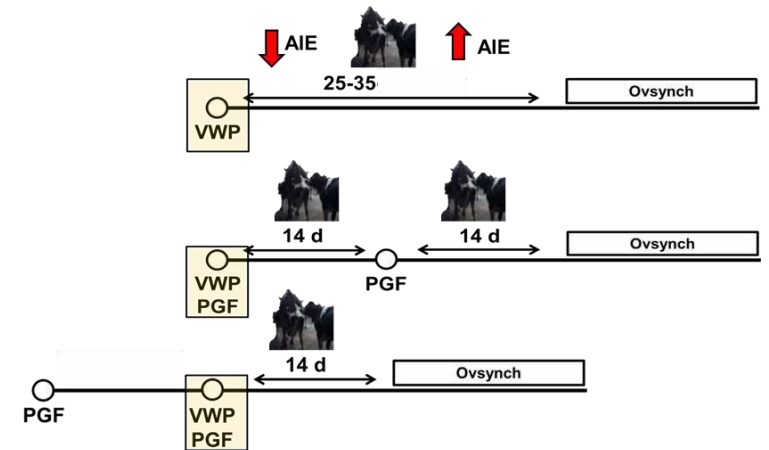 AIE
AIE
25-35
Ovsynch
VWP
14 d
14 d
Ovsynch
VWP
PGF
PGF
14 d
Ovsynch
PGF
VWP
PGF